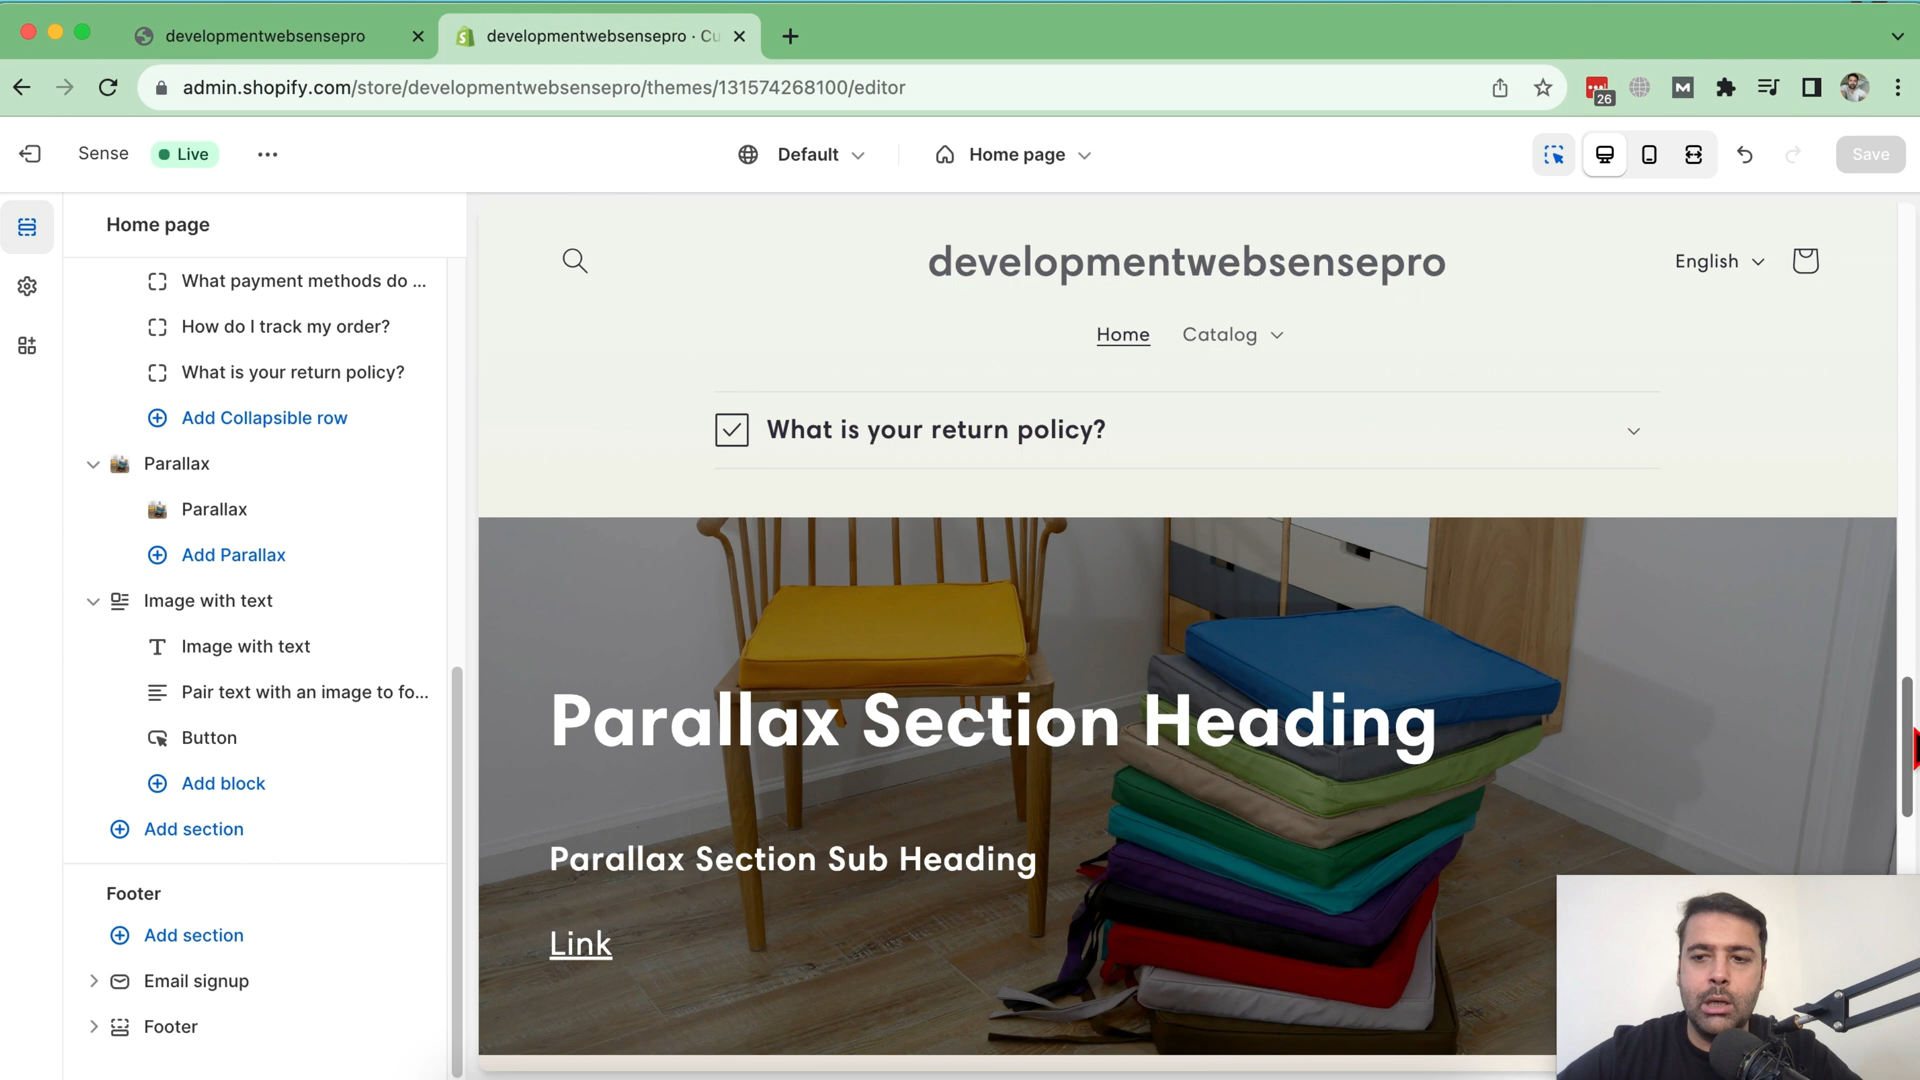 developmentwebsensepro
developmentwebsensepro · Cu
admin.shopify.com/store/developmentwebsensepro/themes/131574268100/editor
26
M
Sense
Live
Default
Home page
Save
Home page
What payment methods do ...
How do I track my order?
What is your return policy?
Add Collapsible row
Parallax
Parallax
Add Parallax
Image with text
Image with text
Pair text with an image to fo...
Button
Add block
Add section
Footer
Add section
Email signup
Footer
developmentwebsensepro
English
Home
Catalog
What is your return policy?
Parallax Section Heading
Parallax Section Sub Heading
Link